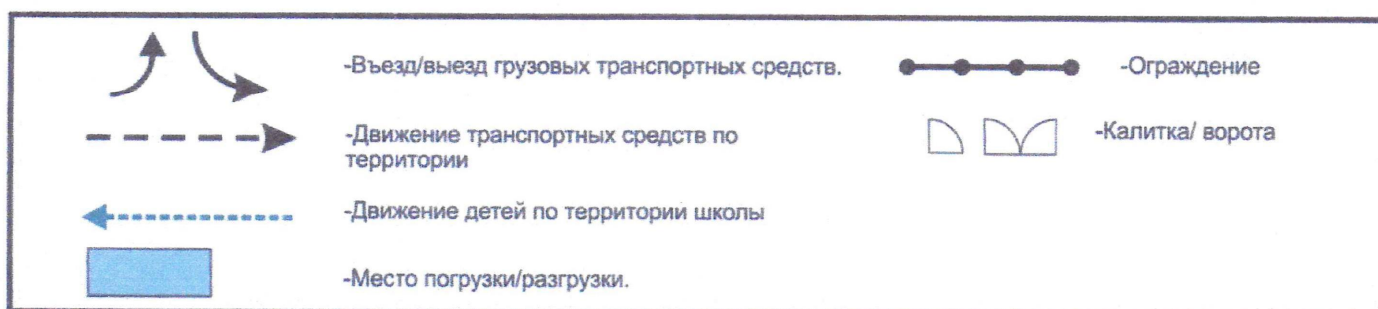 -Въезд/выезд грузовых транспортных средств.
-Движение транспортных средств по
территории
-Движение детей по территории школы
-Место погрузки/разгрузки.
-Ограждение
-Калитка/ ворота